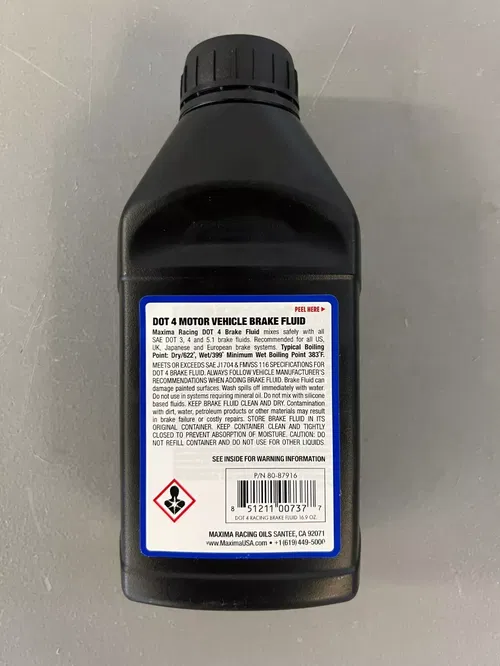 PEEL HERE
DOT 4 MOTOR VEHICLE BRAKE FLUID
Maxima Racing DOT 4 Brake Fluid mixes safely with all
SAE DOT 3, 4 and 5.1 brake fluids. Recommended for all US,
UK, Japanese and European brake systems. Typical Boiling
Point: Dry/622°, Wet/399° Minimum Wet Boiling Point 383°F.
MEETS OR EXCEEDS SAE J1704 & FMVSS 116 SPECIFICATIONS FOR
DOT 4 BRAKE FLUID. ALWAYS FOLLOW VEHICLE MANUFACTURER'S
RECOMMENDATIONS WHEN ADDING BRAKE FLUID. Brake Fluid can
damage painted surfaces. Wash spills off immediately with water.
Do not use in systems requiring mineral oil. Do not mix with silicone
based fluids. KEEP BRAKE FLUID CLEAN AND DRY. Contamination
with dirt, water, petroleum products or other materials may result
in brake failure or costly repairs. STORE BRAKE FLUID IN ITS
ORIGINAL CONTAINER. KEEP CONTAINER CLEAN AND TIGHTLY
CLOSED TO PREVENT ABSORPTION OF MOISTURE. CAUTION: DO
NOT REFILL CONTAINER AND DO NOT USE FOR OTHER LIQUIDS.
SEE INSIDE FOR WARNING INFORMATION
P/N 80-87916
8 51211 00737 7
DOT 4 RACING BRAKE FLUID 16.9 OZ.
MAXIMA RACING OILS SANTEE, CA 92071
www.MaximaUSA.com • +1(619)449-5000